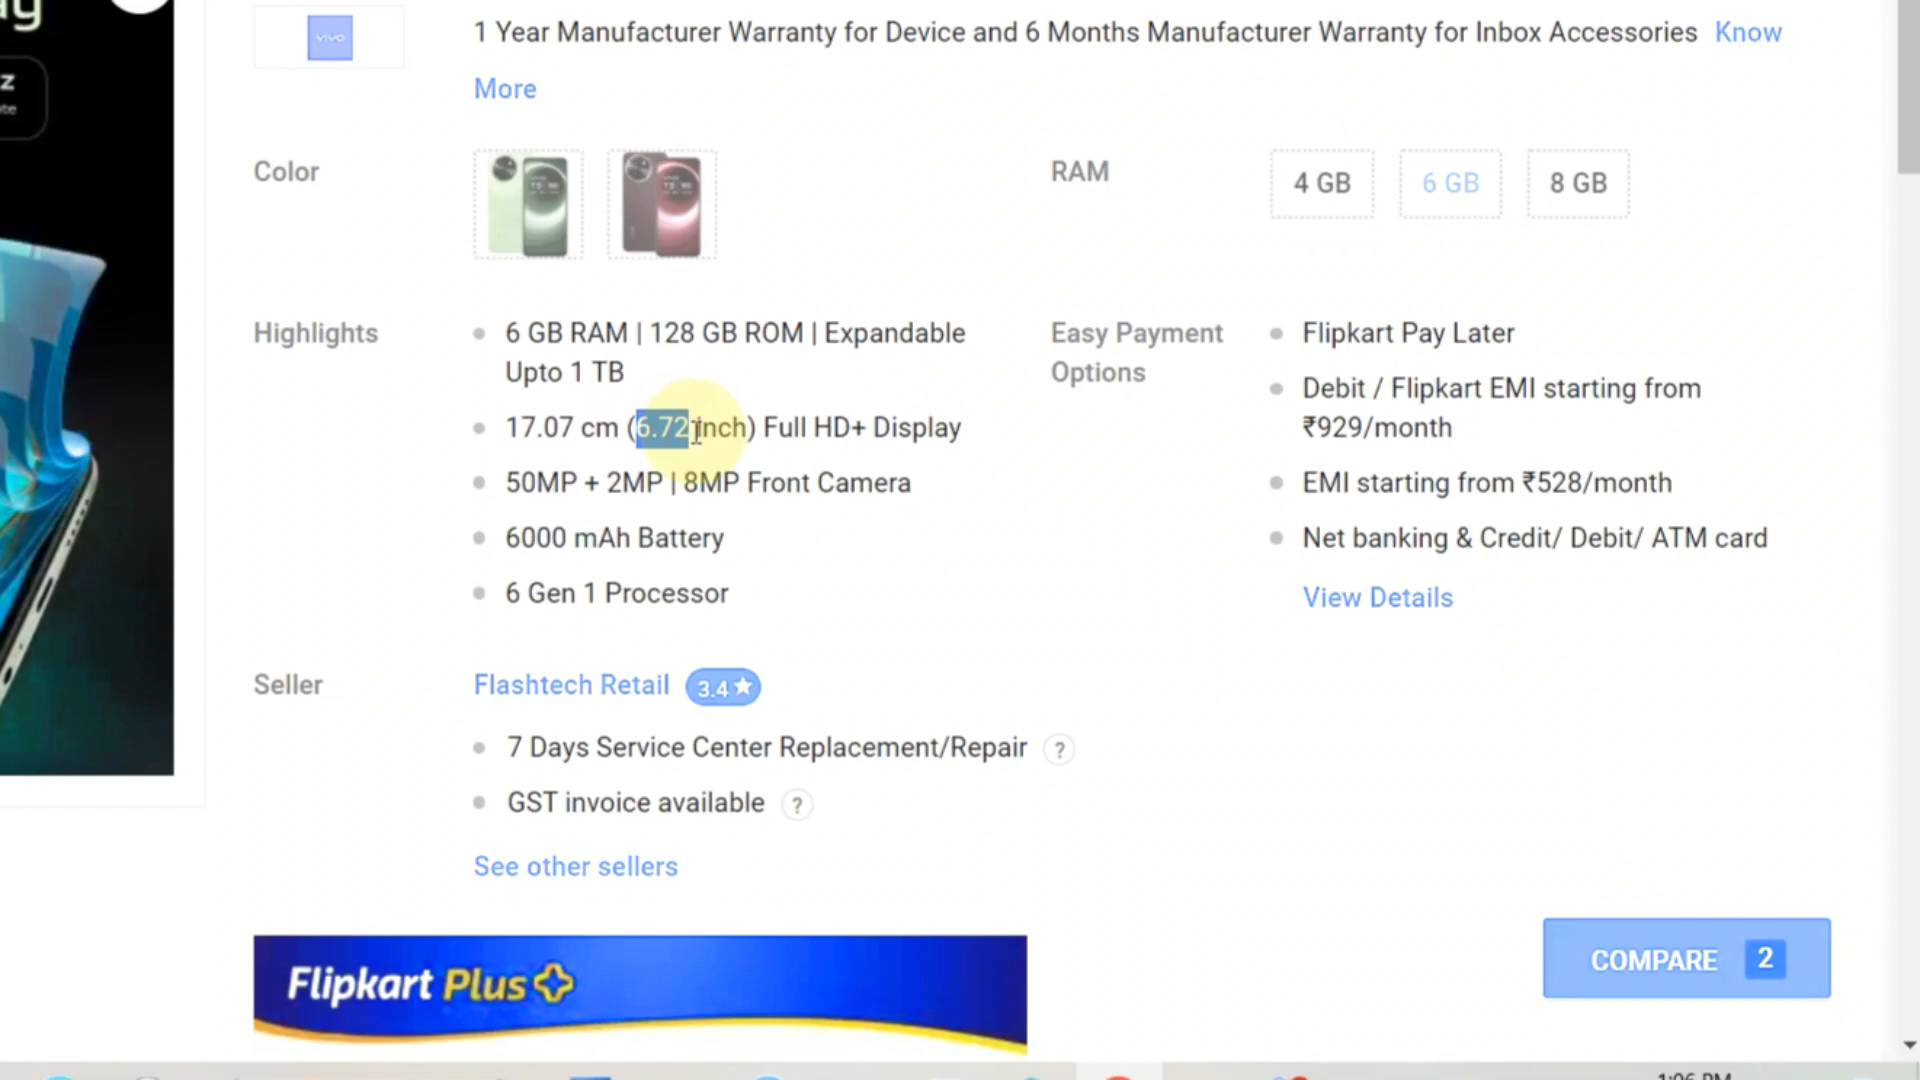 vivo
1 Year Manufacturer Warranty for Device and 6 Months Manufacturer Warranty for Inbox Accessories Know
More
Color
RAM
4 GB
6 GB
8 GB
Highlights
6 GB RAM | 128 GB ROM | Expandable
Upto 1 TB
17.07 cm (6.72 inch) Full HD+ Display
50MP + 2MP | 8MP Front Camera
6000 mAh Battery
6 Gen 1 Processor
Easy Payment
Options
Flipkart Pay Later
Debit / Flipkart EMI starting from
₹929/month
EMI starting from ₹528/month
Net banking & Credit/ Debit/ ATM card
View Details
Seller
Flashtech Retail 3.4★
7 Days Service Center Replacement/Repair ?
GST invoice available ?
See other sellers
Flipkart Plus
COMPARE 2